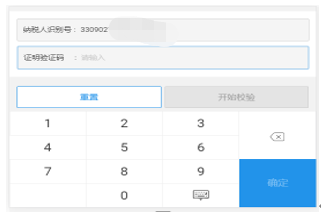 纳税人识别号：330902
证明验证码 ：请输入
重置 开始校验
1 2 3
4 5 6
7 8 9
确定
0